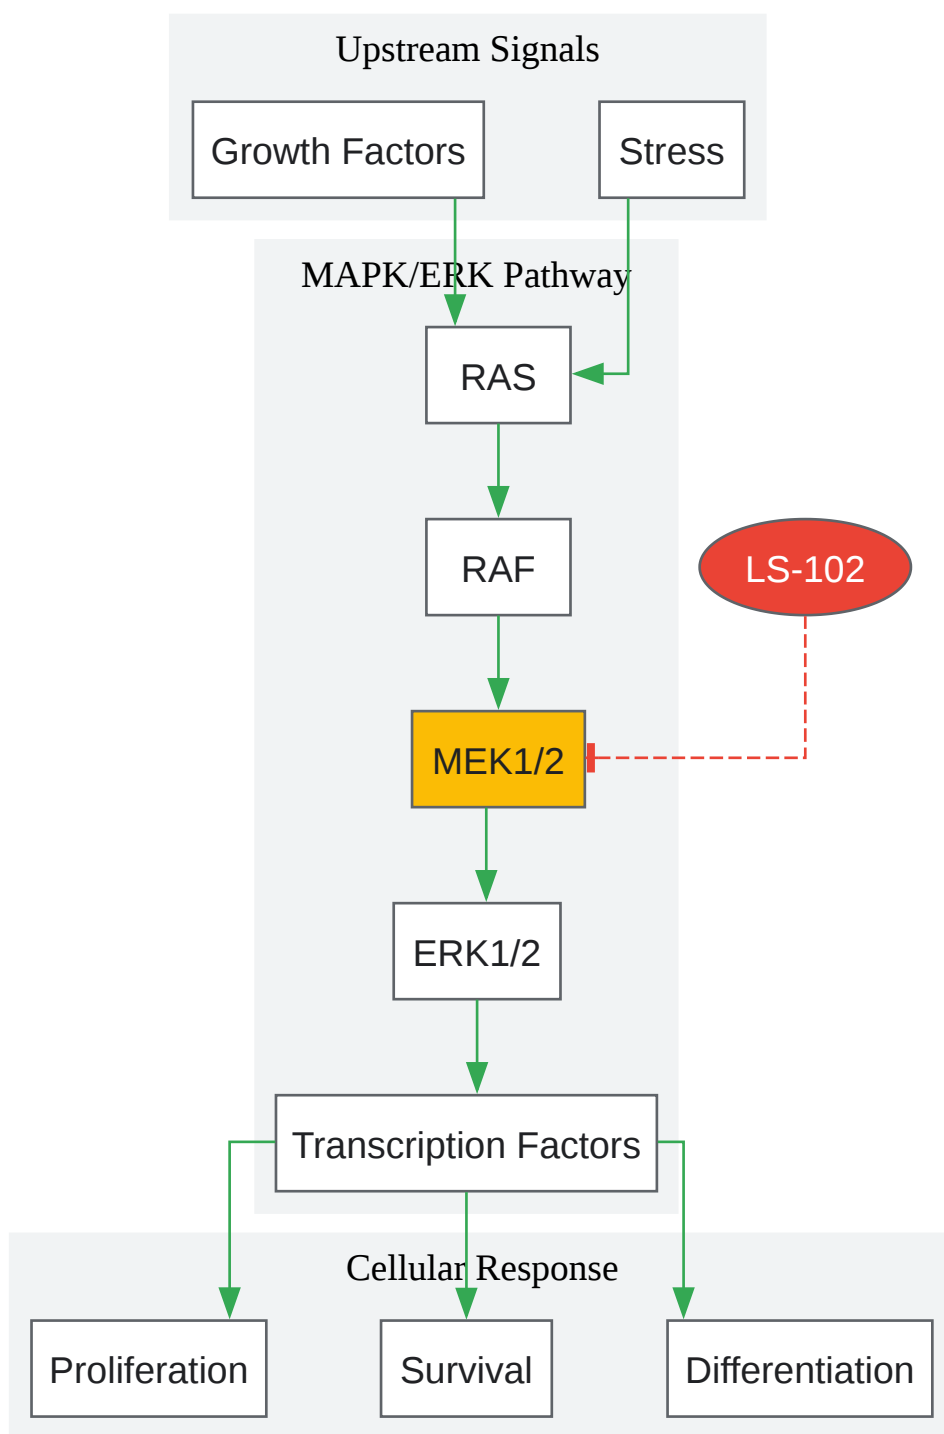 Upstream Signals
Growth Factors
Stress
MAPK/ERK Pathway
RAS
RAF
LS-102
MEK1/2
ERK1/2
Transcription Factors
Cellular Response
Proliferation
Survival
Differentiation